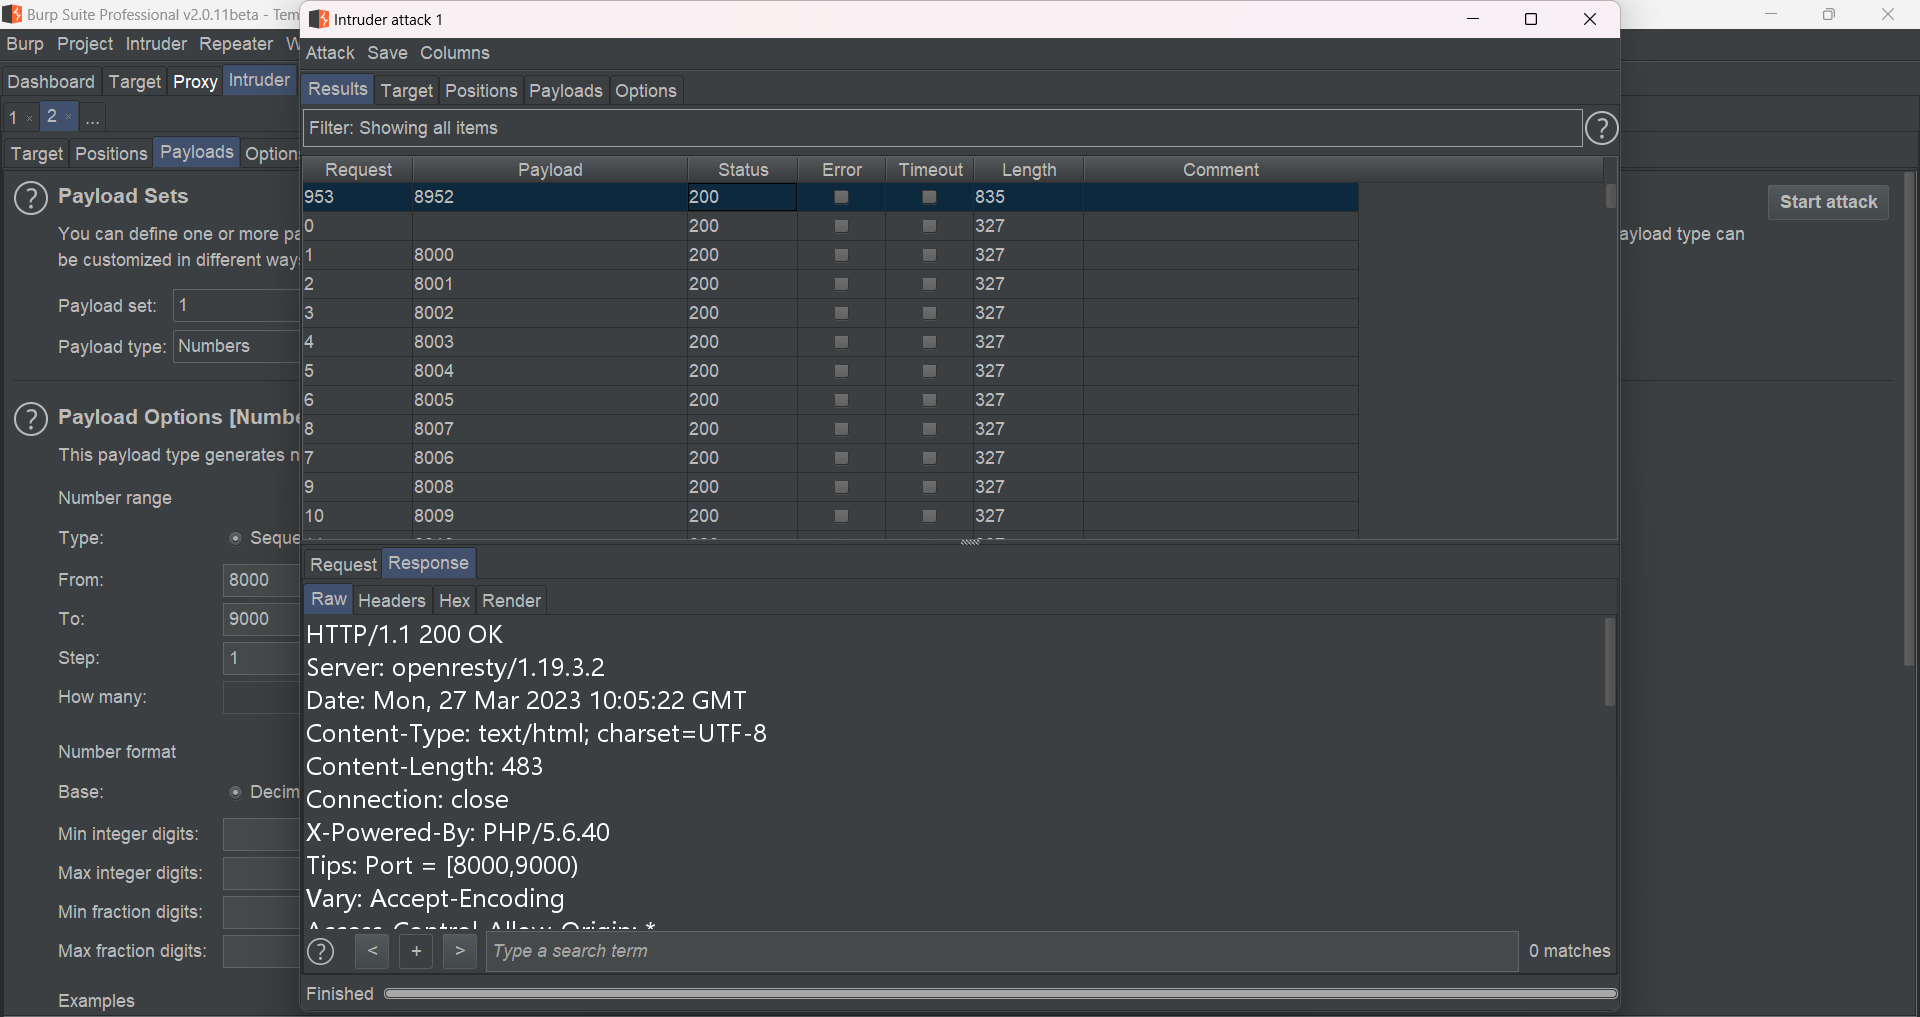 Burp Suite Professional v2.0.11beta - Tem
Burp Project Intruder Repeater W
Dashboard Target Proxy Intruder
1 × 2 × ...
Target Positions Payloads Option
? Payload Sets
You can define one or more pa
be customized in different way
Payload set: 1
Payload type: Numbers
? Payload Options [Numbe
This payload type generates n
Number range
Type: Seque
From: 8000
To: 9000
Step: 1
How many:
Number format
Base: Decim
Min integer digits:
Max integer digits:
Min fraction digits:
Max fraction digits:
Examples
Intruder attack 1
Attack Save Columns
Results Target Positions Payloads Options
Filter: Showing all items ?
Request Payload Status Error Timeout Length Comment
953 8952 200 835
0 200 327
1 8000 200 327
2 8001 200 327
3 8002 200 327
4 8003 200 327
5 8004 200 327
6 8005 200 327
8 8007 200 327
7 8006 200 327
9 8008 200 327
10 8009 200 327
Request Response
Raw Headers Hex Render
HTTP/1.1 200 OK
Server: openresty/1.19.3.2
Date: Mon, 27 Mar 2023 10:05:22 GMT
Content-Type: text/html; charset=UTF-8
Content-Length: 483
Connection: close
X-Powered-By: PHP/5.6.40
Tips: Port = [8000,9000)
Vary: Accept-Encoding
Access-Control-Allow-Origin: *
? < + > Type a search term 0 matches
Finished
Start attack
ayload type can